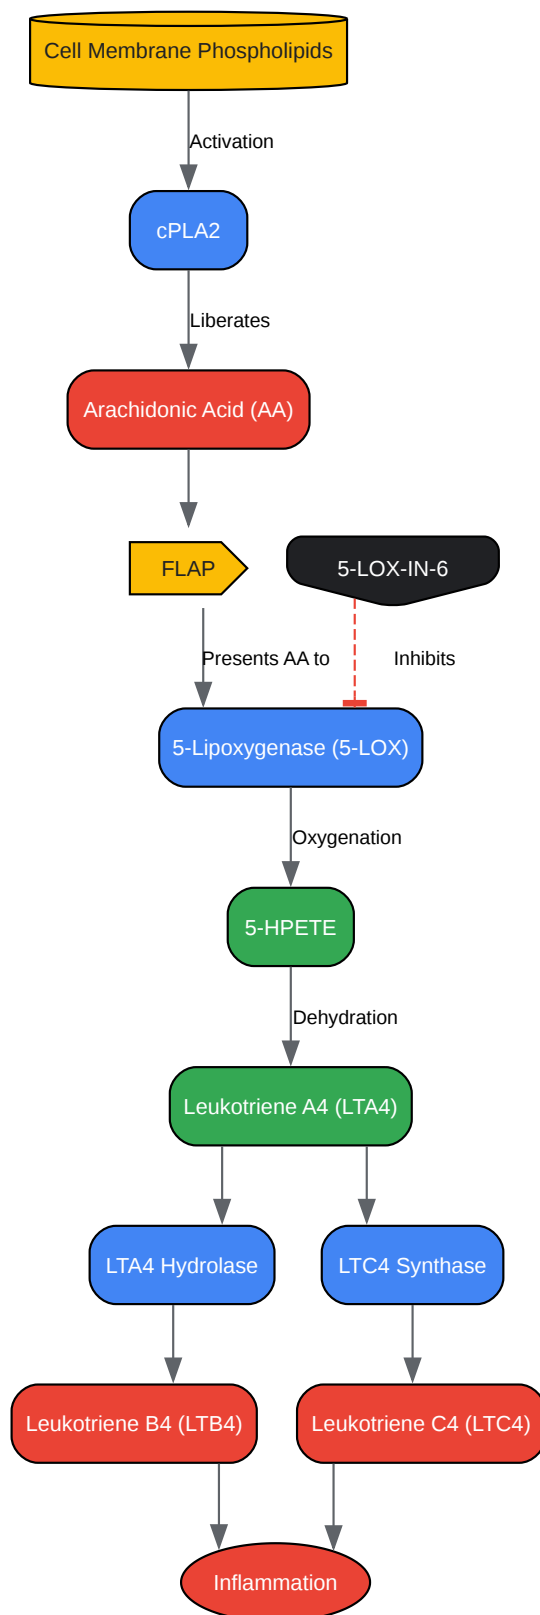 Cell Membrane Phospholipids
Activation
cPLA2
Liberates
Arachidonic Acid (AA)
FLAP
5-LOX-IN-6
Presents AA to
Inhibits
5-Lipoxygenase (5-LOX)
Oxygenation
5-HPETE
Dehydration
Leukotriene A4 (LTA4)
LTA4 Hydrolase
LTC4 Synthase
Leukotriene B4 (LTB4)
Leukotriene C4 (LTC4)
Inflammation